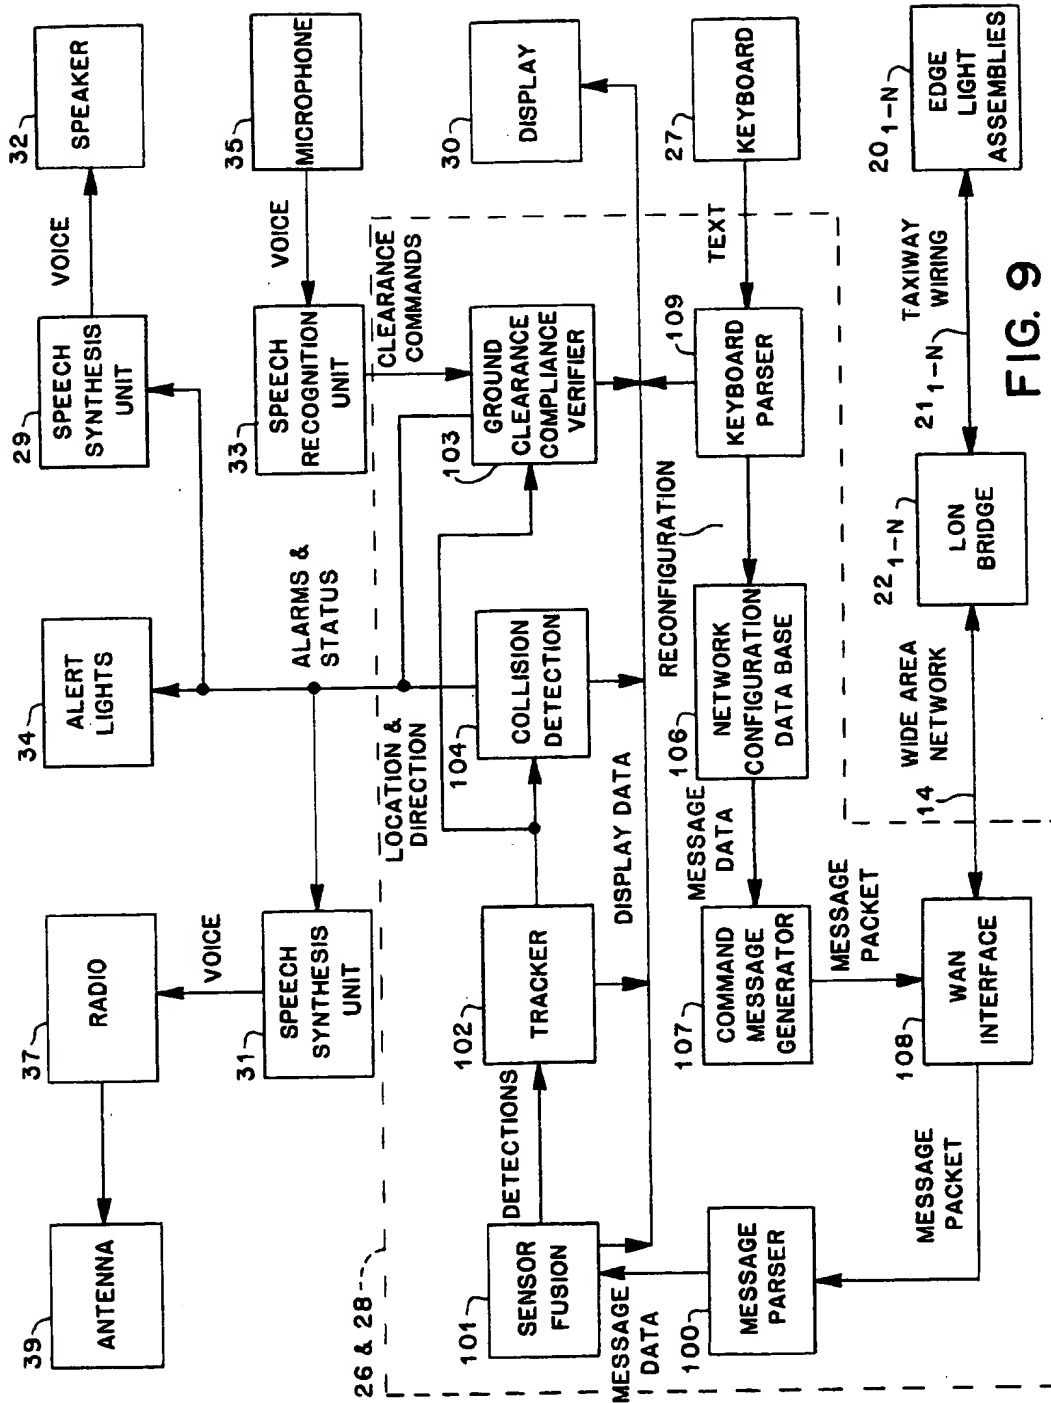 39
ANTENNA
37
RADIO
34
ALERT
LIGHTS
29
SPEECH
SYNTHESIS
UNIT
VOICE
32
SPEAKER
VOICE
31
SPEECH
SYNTHESIS
UNIT
ALARMS &
STATUS
33
SPEECH
RECOGNITION
UNIT
VOICE
35
MICROPHONE
26 & 28
LOCATION &
DIRECTION
CLEARANCE
COMMANDS
101
SENSOR
FUSION
DETECTIONS
102
TRACKER
104
COLLISION
DETECTION
103
GROUND
CLEARANCE
COMPLIANCE
VERIFIER
30
DISPLAY
MESSAGE
DATA
DISPLAY DATA
100
MESSAGE
PARSER
107
COMMAND
MESSAGE
GENERATOR
MESSAGE
DATA
106
NETWORK
CONFIGURATION
DATA BASE
RECONFIGURATION
109
KEYBOARD
PARSER
TEXT
27
KEYBOARD
MESSAGE
PACKET
MESSAGE
PACKET
108
WAN
INTERFACE
14
WIDE AREA
NETWORK
22 1-N
LON
BRIDGE
21 1-N
TAXIWAY
WIRING
20 1-N
EDGE
LIGHT
ASSEMBLIES
FIG. 9